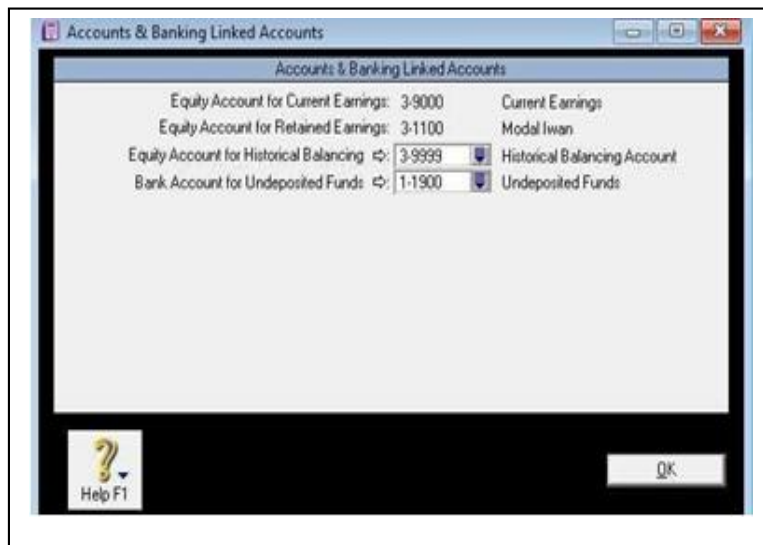 Accounts & Banking Linked Accounts
Accounts & Banking Linked Accounts
Equity Account for Current Earnings: 3-9000 Current Earnings
Equity Account for Retained Earnings: 3-1100 Modal Iwan
Equity Account for Historical Balancing ⇨: 3-9999 Historical Balancing Account
Bank Account for Undeposited Funds ⇨: 1-1900 Undeposited Funds
Help F1
OK